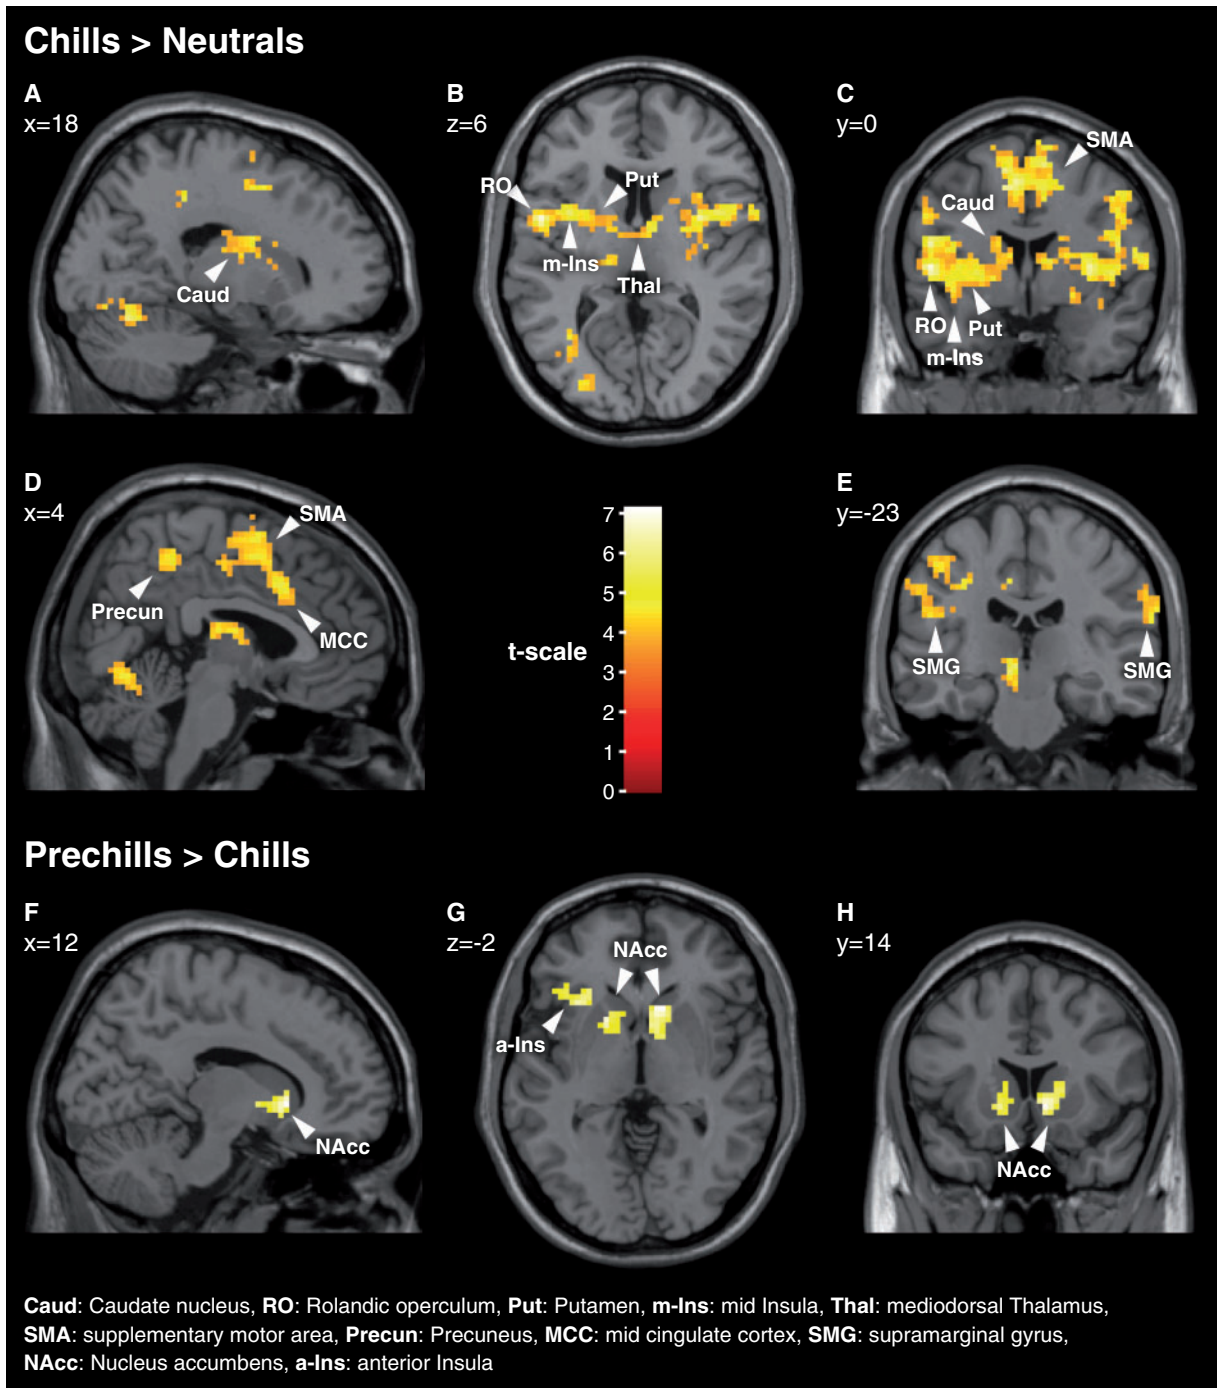 Chills > Neutrals
A
x=18
Caud
B
z=6
RO
Put
m-Ins
Thal
C
y=0
SMA
Caud
RO
Put
m-Ins
D
x=4
SMA
Precun
MCC
t-scale
7
6
5
4
3
2
1
0
E
y=-23
SMG
SMG
Prechills > Chills
F
x=12
NAcc
G
z=-2
NAcc
a-Ins
H
y=14
NAcc
Caud: Caudate nucleus, RO: Rolandic operculum, Put: Putamen, m-Ins: mid Insula, Thal: mediodorsal Thalamus,
SMA: supplementary motor area, Precun: Precuneus, MCC: mid cingulate cortex, SMG: supramarginal gyrus,
NAcc: Nucleus accumbens, a-Ins: anterior Insula